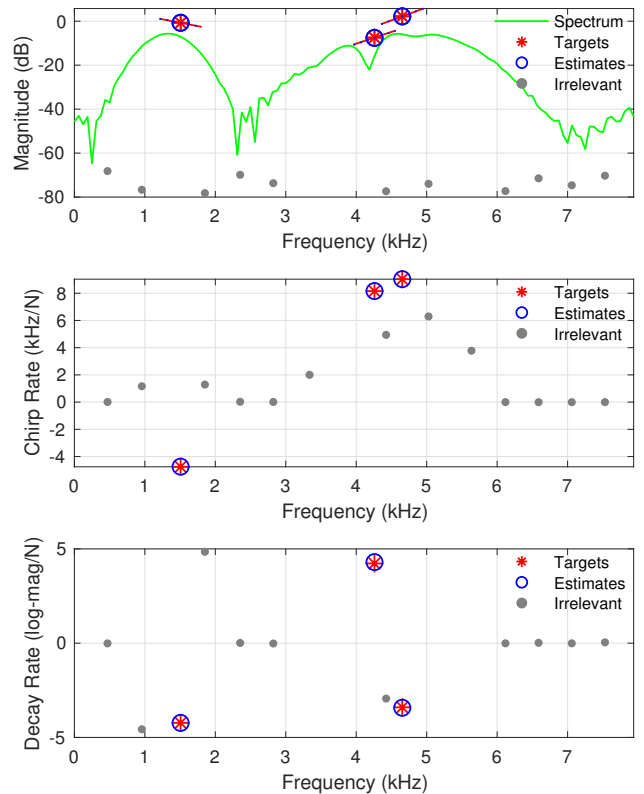 0
-20
-40
-60
-80
Magnitude (dB)
Spectrum
Targets
Estimates
Irrelevant
0 1 2 3 4 5 6 7
Frequency (kHz)
8
6
4
2
0
-2
-4
Chirp Rate (kHz/N)
Targets
Estimates
Irrelevant
0 1 2 3 4 5 6 7
Frequency (kHz)
5
0
-5
Decay Rate (log-mag/N)
Targets
Estimates
Irrelevant
0 1 2 3 4 5 6 7
Frequency (kHz)